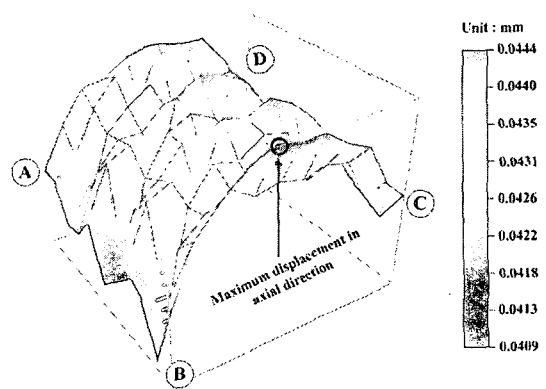 Unit : mm
0.0444
0.0440
0.0435
0.0431
0.0426
0.0422
0.0418
0.0413
0.0409
D
A
C
Maximum displacement in
axial direction
B